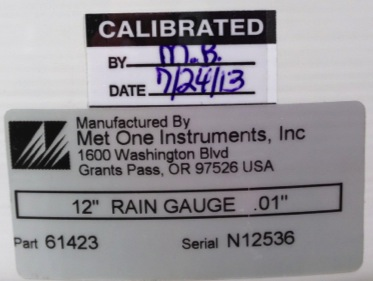 CALIBRATED
BY M.B.
DATE 7/24/13
Manufactured By
Met One Instruments, Inc
1600 Washington Blvd
Grants Pass, OR 97526 USA
12" RAIN GAUGE .01"
Part 61423 Serial N12536